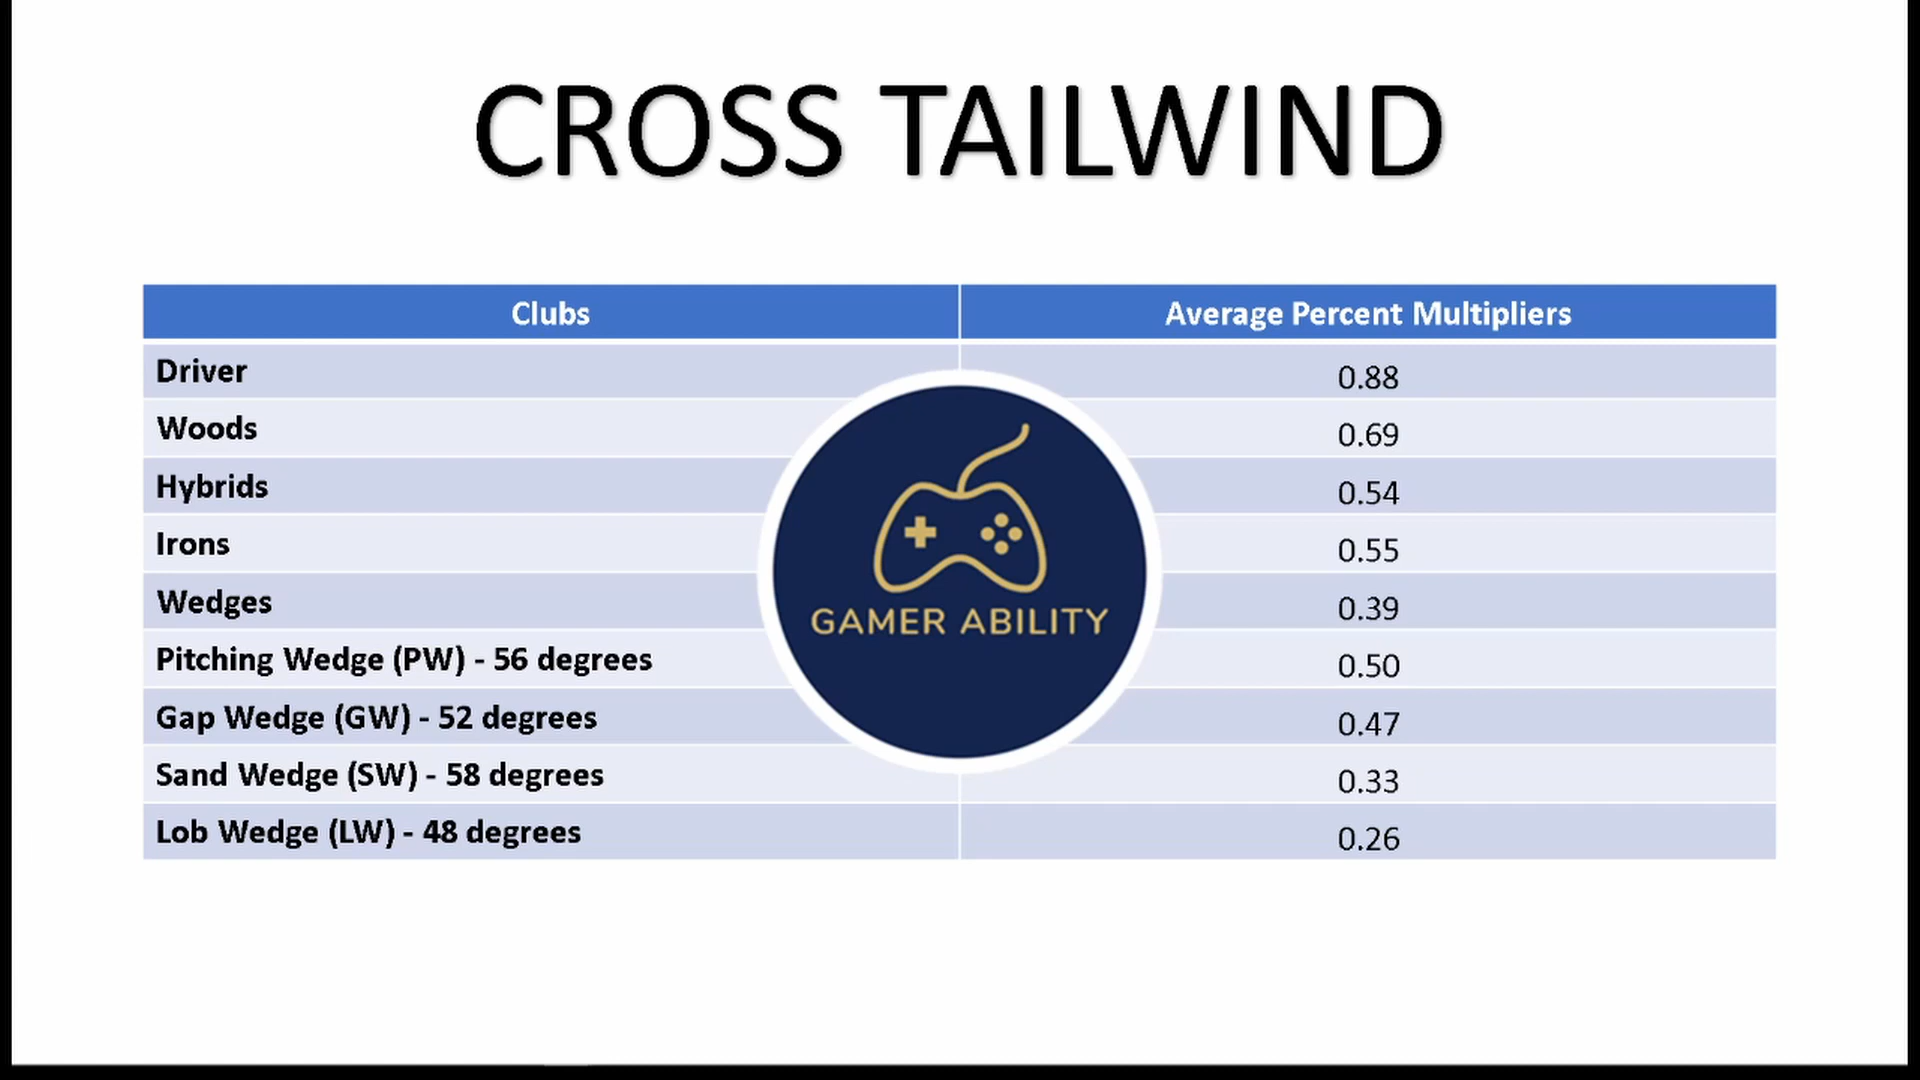 CROSS TAILWIND
Clubs Average Percent Multipliers
Driver 0.88
Woods 0.69
Hybrids 0.54
Irons 0.55
Wedges 0.39
Pitching Wedge (PW) - 56 degrees 0.50
Gap Wedge (GW) - 52 degrees 0.47
Sand Wedge (SW) - 58 degrees 0.33
Lob Wedge (LW) - 48 degrees 0.26
GAMER ABILITY